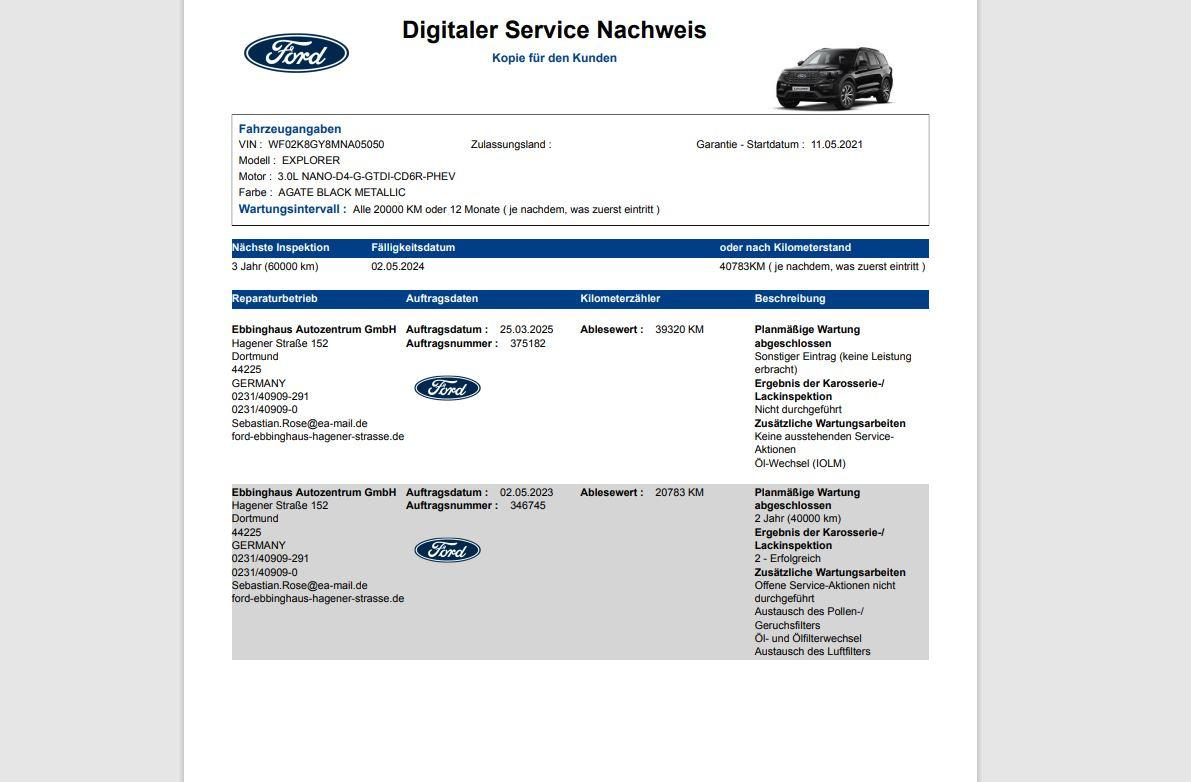 Ford
Digitaler Service Nachweis
Kopie für den Kunden
Fahrzeugangaben
VIN : WF02K8GY8MNA05050 Zulassungsland : Garantie - Startdatum : 11.05.2021
Modell : EXPLORER
Motor : 3.0L NANO-D4-G-GTDI-CD6R-PHEV
Farbe : AGATE BLACK METALLIC
Wartungsintervall : Alle 20000 KM oder 12 Monate ( je nachdem, was zuerst eintritt )
Nächste Inspektion Fälligkeitsdatum oder nach Kilometerstand
3 Jahr (60000 km) 02.05.2024 40783KM ( je nachdem, was zuerst eintritt )
Reparaturbetrieb Auftragsdaten Kilometerzähler Beschreibung
Ebbinghaus Autozentrum GmbH Auftragsdatum : 25.03.2025 Ablesewert : 39320 KM Planmäßige Wartung
Hagener Straße 152 Auftragsnummer : 375182 abgeschlossen
Dortmund Sonstiger Eintrag (keine Leistung
44225 erbracht)
GERMANY Ergebnis der Karosserie-/
Ford
0231/40909-291 Lackinspektion
0231/40909-0 Nicht durchgeführt
Sebastian.Rose@ea-mail.de Zusätzliche Wartungsarbeiten
ford-ebbinghaus-hagener-strasse.de Keine ausstehenden Service-
Aktionen
Öl-Wechsel (IOLM)
Ebbinghaus Autozentrum GmbH Auftragsdatum : 02.05.2023 Ablesewert : 20783 KM Planmäßige Wartung
Hagener Straße 152 Auftragsnummer : 346745 abgeschlossen
Dortmund 2 Jahr (40000 km)
44225 Ergebnis der Karosserie-/
GERMANY Lackinspektion
Ford
0231/40909-291 2 - Erfolgreich
0231/40909-0 Zusätzliche Wartungsarbeiten
Sebastian.Rose@ea-mail.de Offene Service-Aktionen nicht
ford-ebbinghaus-hagener-strasse.de durchgeführt
Austausch des Pollen-/
Geruchsfilters
Öl- und Ölfilterwechsel
Austausch des Luftfilters